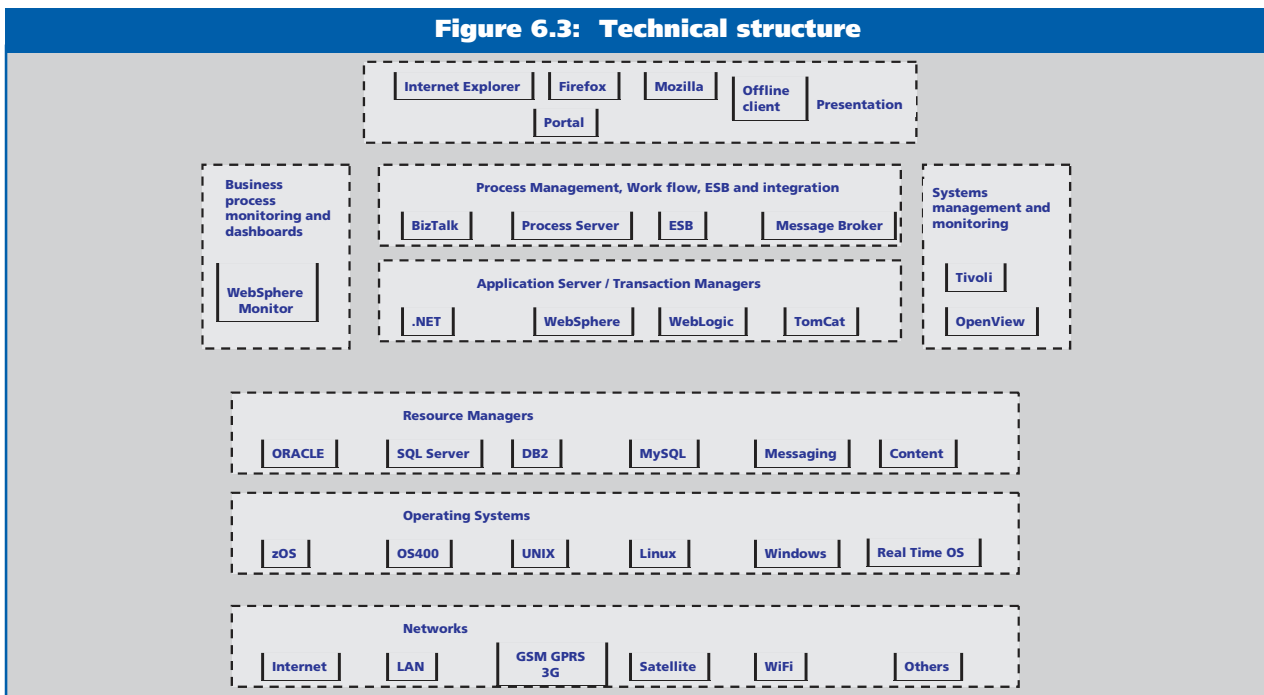 Figure 6.3: Technical structure
Internet Explorer
Firefox
Mozilla
Offline
client
Presentation
Portal
Business
process
monitoring and
dashboards
WebSphere
Monitor
Process Management, Work flow, ESB and integration
BizTalk
Process Server
ESB
Message Broker
Application Server / Transaction Managers
.NET
WebSphere
WebLogic
TomCat
Systems
management and
monitoring
Tivoli
OpenView
Resource Managers
ORACLE
SQL Server
DB2
MySQL
Messaging
Content
Operating Systems
zOS
OS400
UNIX
Linux
Windows
Real Time OS
Networks
Internet
LAN
GSM GPRS
3G
Satellite
WiFi
Others